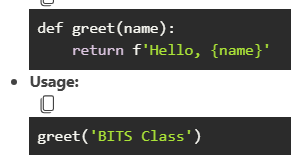 def greet(name):
    return f'Hello, {name}'
Usage:
greet('BITS Class')